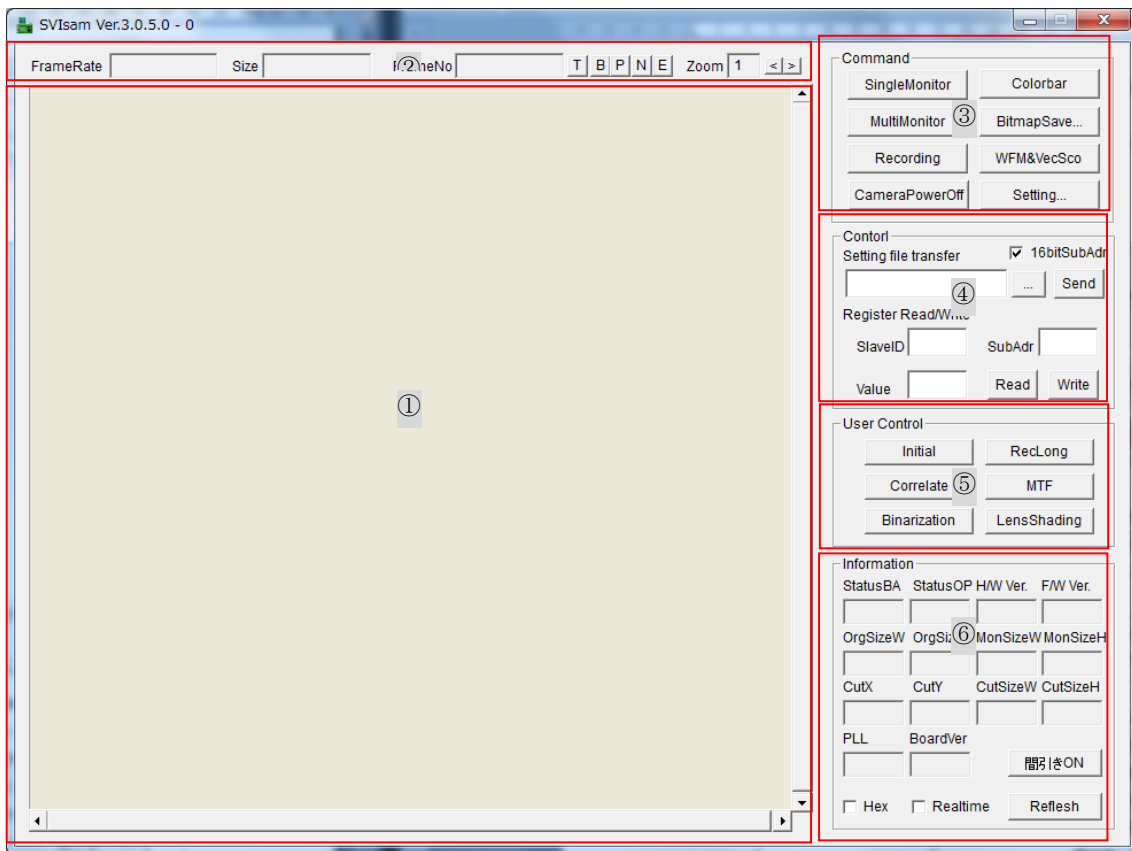 SVIsam Ver.3.0.5.0 - 0
FrameRate Size ② No 1 T B P N E Zoom < >
①
Command
SingleMonitor Colorbar
MultiMonitor ③ BitmapSave...
Recording WFM&VecSco
CameraPowerOff Setting...
Contorl
Setting file transfer 16bitSubAdr
④ ... Send
Register Read/Write
SlaveID SubAdr
Value Read Write
User Control
Initial RecLong
Correlate ⑤ MTF
Binarization LensShading
Information
StatusBA StatusOP H/W Ver. F/W Ver.
OrgSizeW ⑥ MonSizeW MonSizeH
CutX CutY CutSizeW CutSizeH
PLL BoardVer
間引きON
Hex Realtime Reflesh